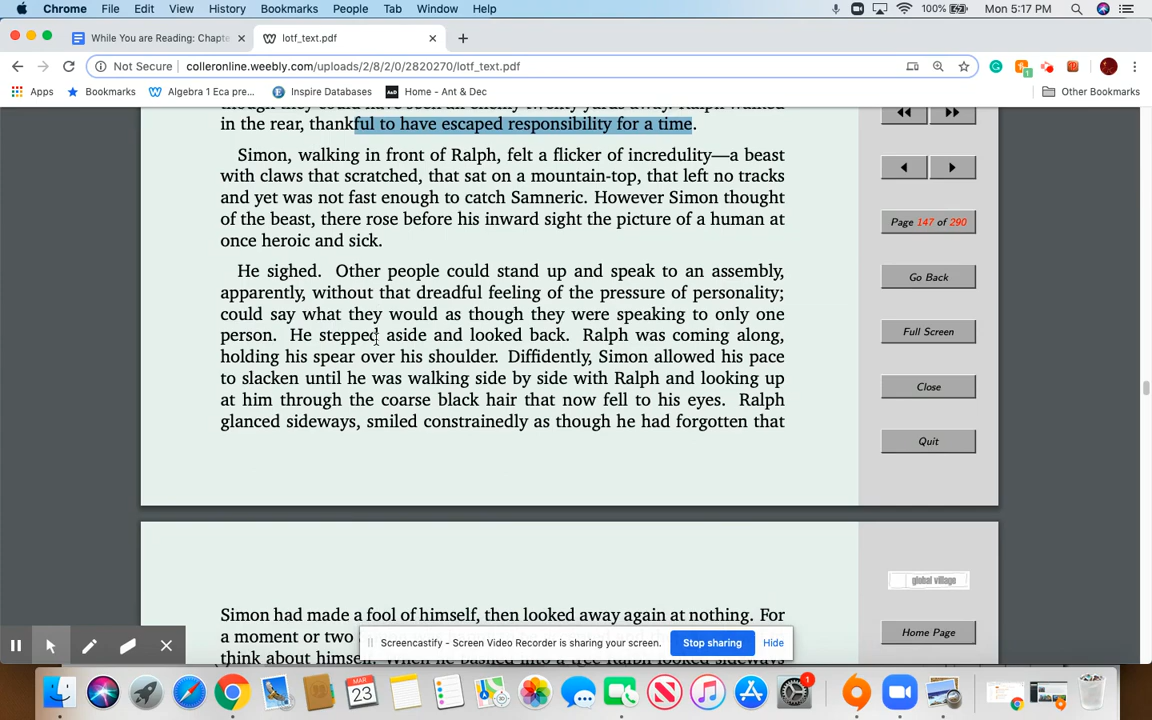 Chrome File Edit View History Bookmarks People Tab Window Help 100% Mon 5:17 PM
While You are Reading: Chapte × lotf_text.pdf × +
Not Secure colleronline.weebly.com/uploads/2/8/2/0/2820270/lotf_text.pdf
Apps Bookmarks Algebra 1 Eca pre... Inspire Databases Home - Ant & Dec Other Bookmarks
in the rear, thankful to have escaped responsibility for a time.
Simon, walking in front of Ralph, felt a flicker of incredulity—a beast
with claws that scratched, that sat on a mountain-top, that left no tracks
and yet was not fast enough to catch Samneric. However Simon thought
of the beast, there rose before his inward sight the picture of a human at
once heroic and sick.
He sighed. Other people could stand up and speak to an assembly,
apparently, without that dreadful feeling of the pressure of personality;
could say what they would as though they were speaking to only one
person. He stepped aside and looked back. Ralph was coming along,
holding his spear over his shoulder. Diffidently, Simon allowed his pace
to slacken until he was walking side by side with Ralph and looking up
at him through the coarse black hair that now fell to his eyes. Ralph
glanced sideways, smiled constrainedly as though he had forgotten that
Page 147 of 290
Go Back
Full Screen
Close
Quit
global village
Home Page
Simon had made a fool of himself, then looked away again at nothing. For
a moment or two
think about himself.
Screencastify - Screen Video Recorder is sharing your screen. Stop sharing Hide
MAR
23
1